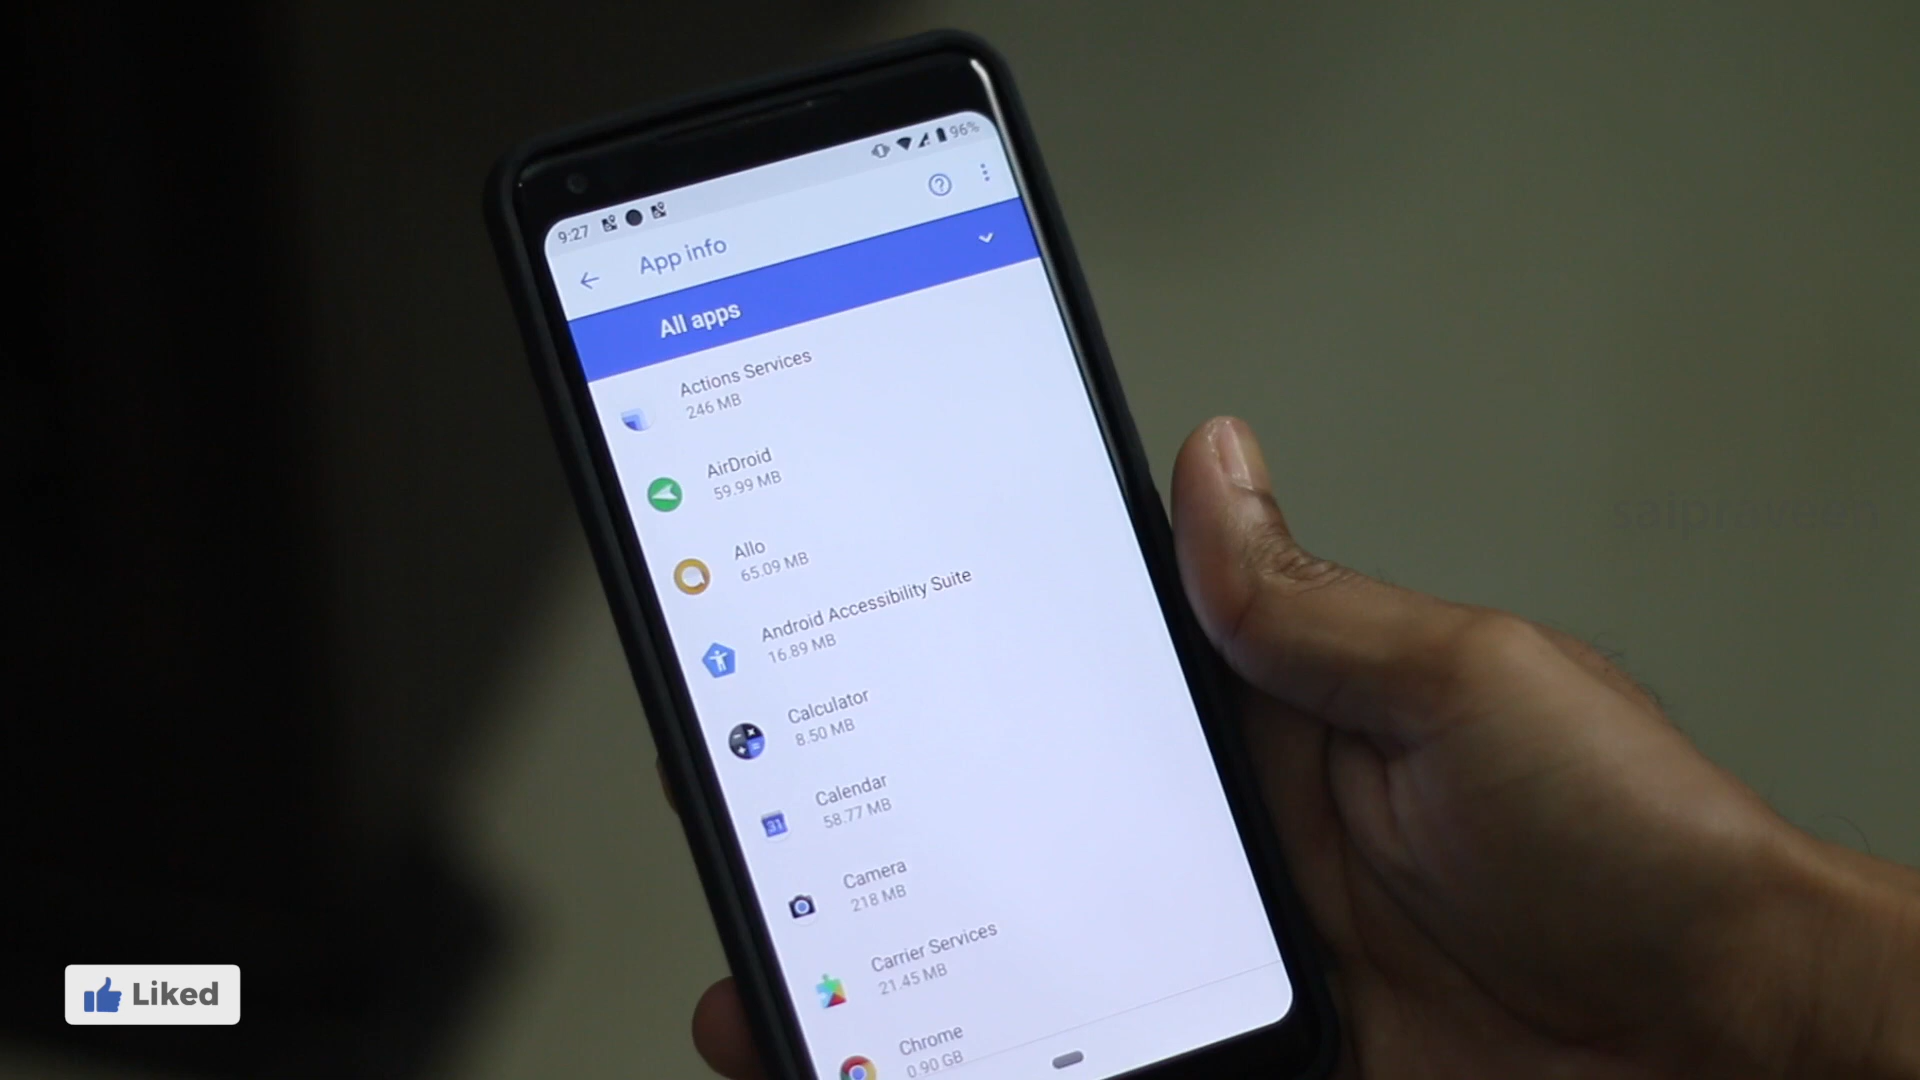 9:27
96%
App info
All apps
Actions Services
246 MB
AirDroid
59.99 MB
Allo
65.09 MB
Android Accessibility Suite
16.89 MB
Calculator
8.50 MB
31
Calendar
58.77 MB
Camera
218 MB
Carrier Services
21.45 MB
Chrome
0.90 GB
saipraveen
Liked